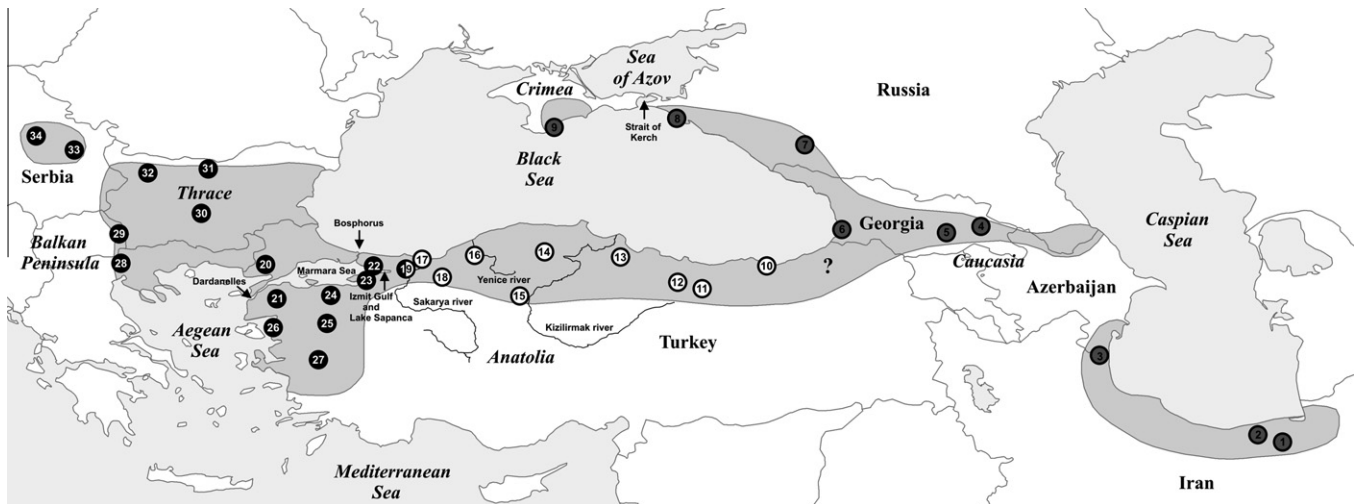 Sea
of Azov
Crimea
Russia
Strait of
Kerch
34
33
9
8
7
Serbia
Black
Sea
32
31
Thrace
30
Bosphorus
29
Balkan
Peninsula
28
20
Marmara Sea
22
19
17
23
18
16
14
13
15
Yenice river
Dardanelles
21
24
Izmit Gulf
and
Lake Sapanca
Sakarya river
Kizilirmak river
12
11
10
?
6
Georgia
5
4
Caucasia
Azerbaijan
Caspian
Sea
Aegean
Sea
26
25
27
Anatolia
Turkey
3
2
1
Iran
Mediterranean
Sea